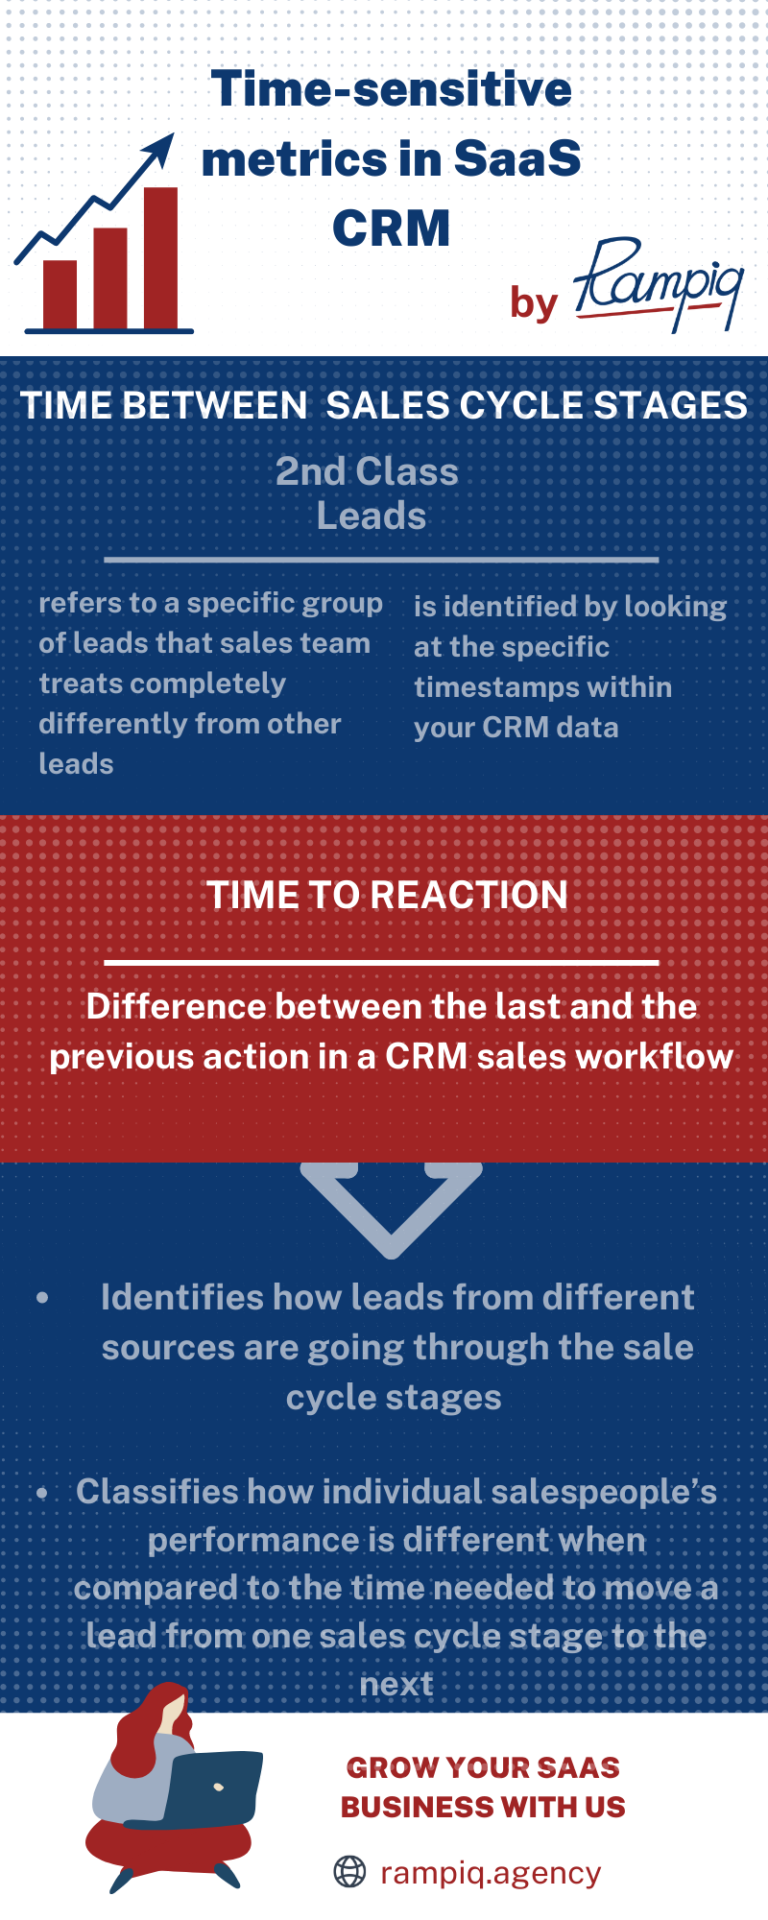 Time-sensitive
metrics in SaaS
CRM
by Rampiq
TIME BETWEEN SALES CYCLE STAGES
2nd Class
Leads
refers to a specific group
of leads that sales team
treats completely
differently from other
leads
is identified by looking
at the specific
timestamps within
your CRM data
TIME TO REACTION
Difference between the last and the
previous action in a CRM sales workflow
• Identifies how leads from different
sources are going through the sale
cycle stages
• Classifies how individual salespeople’s
performance is different when
compared to the time needed to move a
lead from one sales cycle stage to the
next
GROW YOUR SAAS
BUSINESS WITH US
rampiq.agency